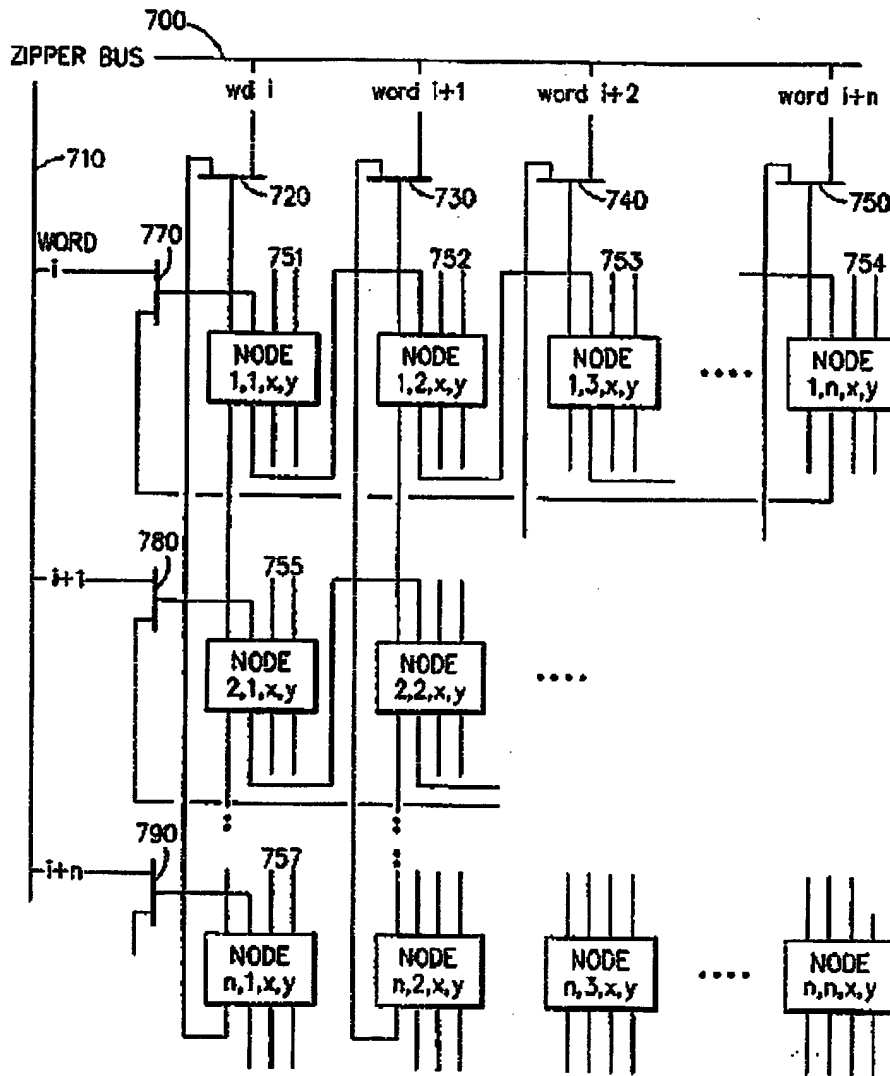 700
ZIPPER BUS
wd i word i+1 word i+2 word i+n
710
720 730 740 750
WORD 770
i 751 752 753 754
NODE 1,1,x,y
NODE 1,2,x,y
NODE 1,3,x,y
....
NODE 1,n,x,y
780
i+1 755
NODE 2,1,x,y
NODE 2,2,x,y
....
790
i+n 757
NODE n,1,x,y
NODE n,2,x,y
NODE n,3,x,y
....
NODE n,n,x,y